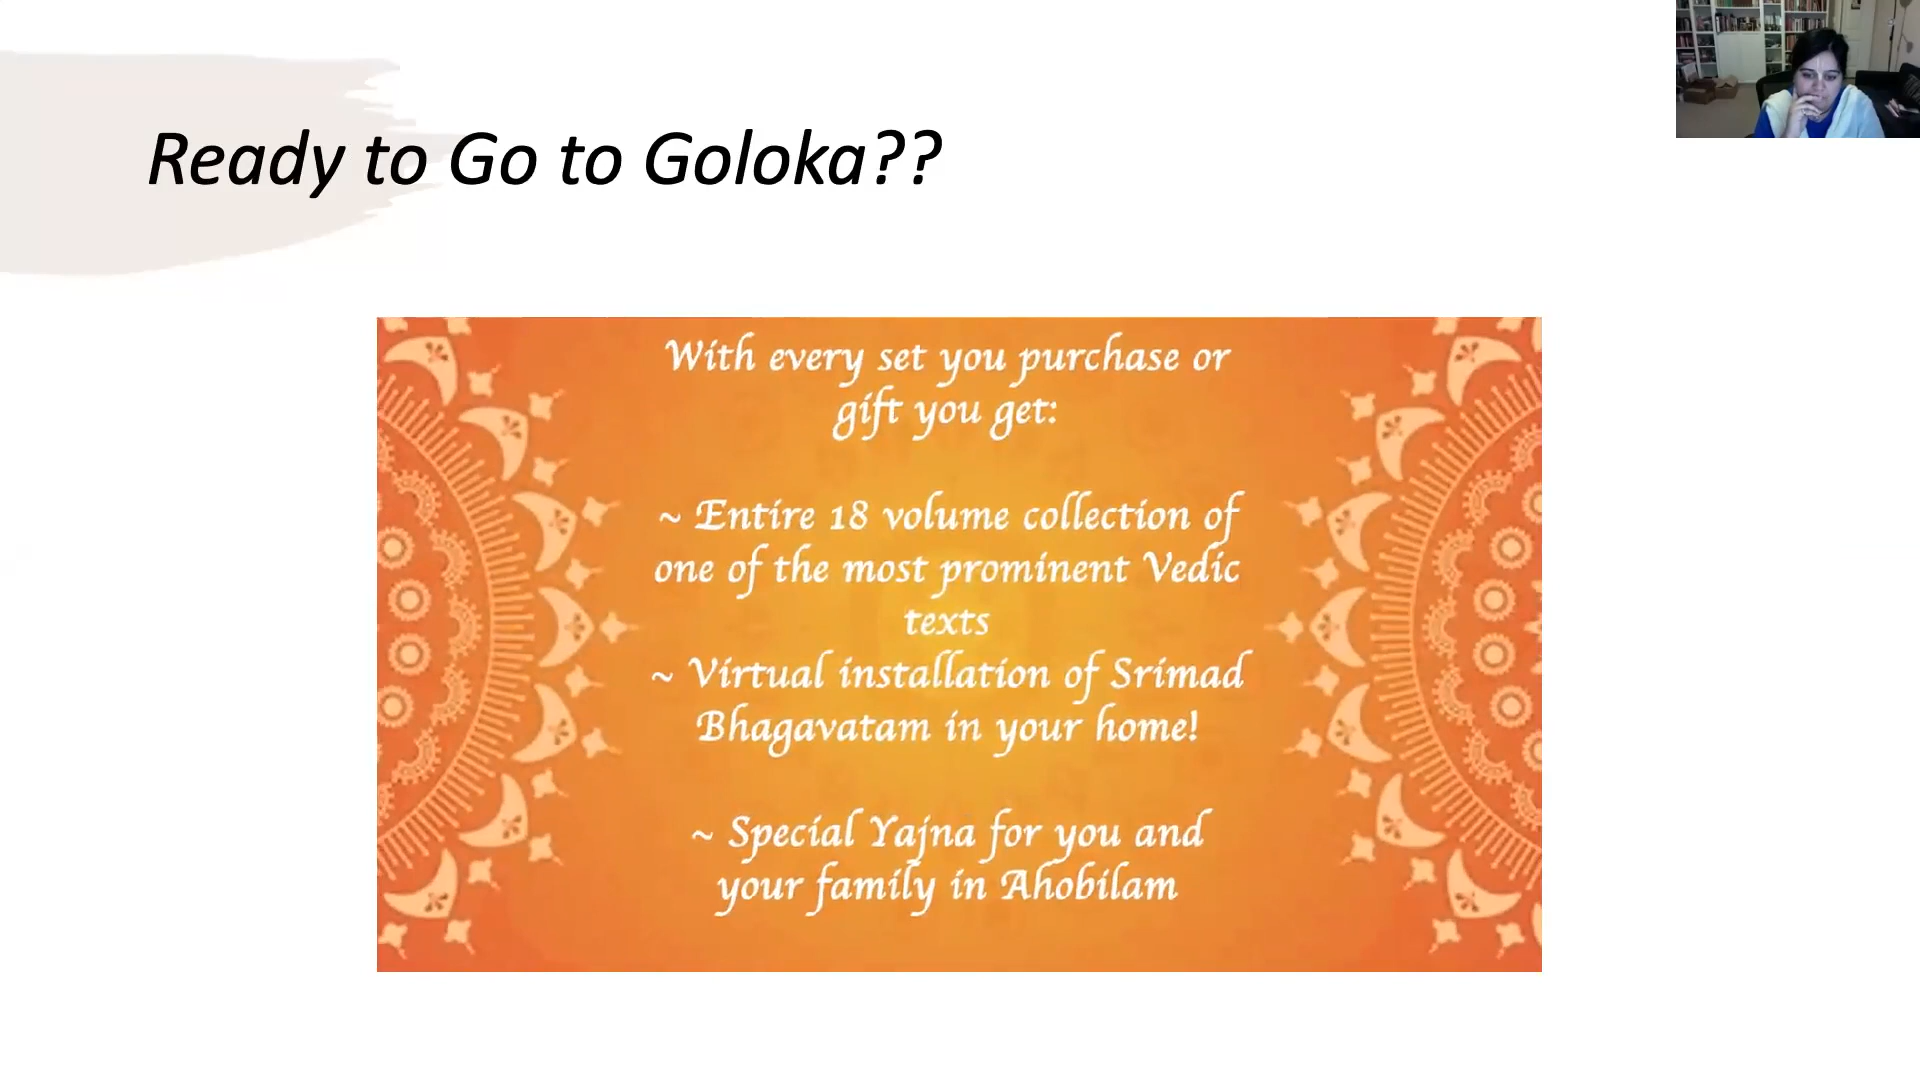 Ready to Go to Goloka??
With every set you purchase or
gift you get:
~ Entire 18 volume collection of
one of the most prominent Vedic
texts
~ Virtual installation of Srimad
Bhagavatam in your home!
~ Special Yajna for you and
your family in Ahobilam